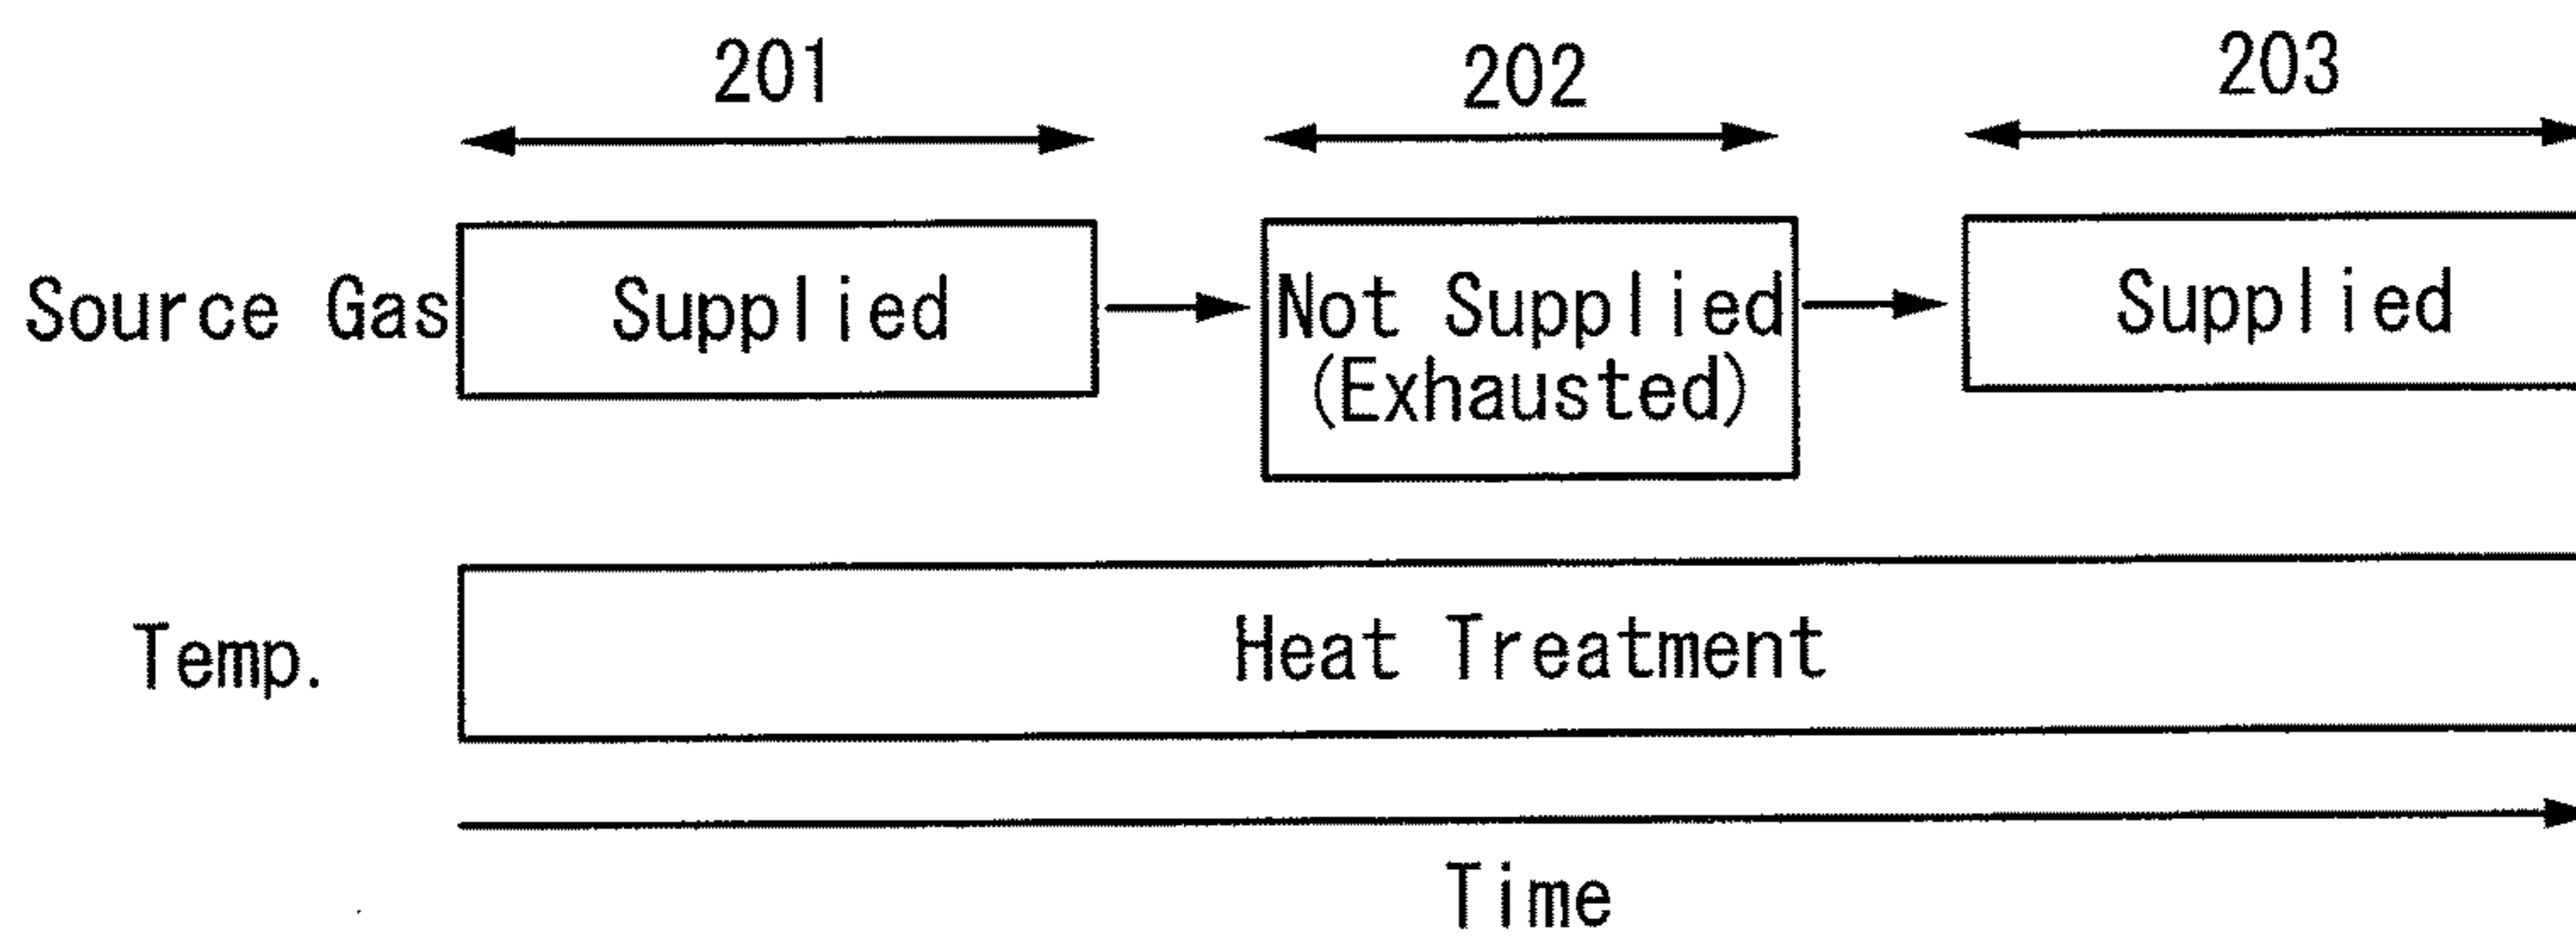 201 202 203
Source Gas Supplied Not Supplied Supplied
(Exhausted)
Temp. Heat Treatment
Time